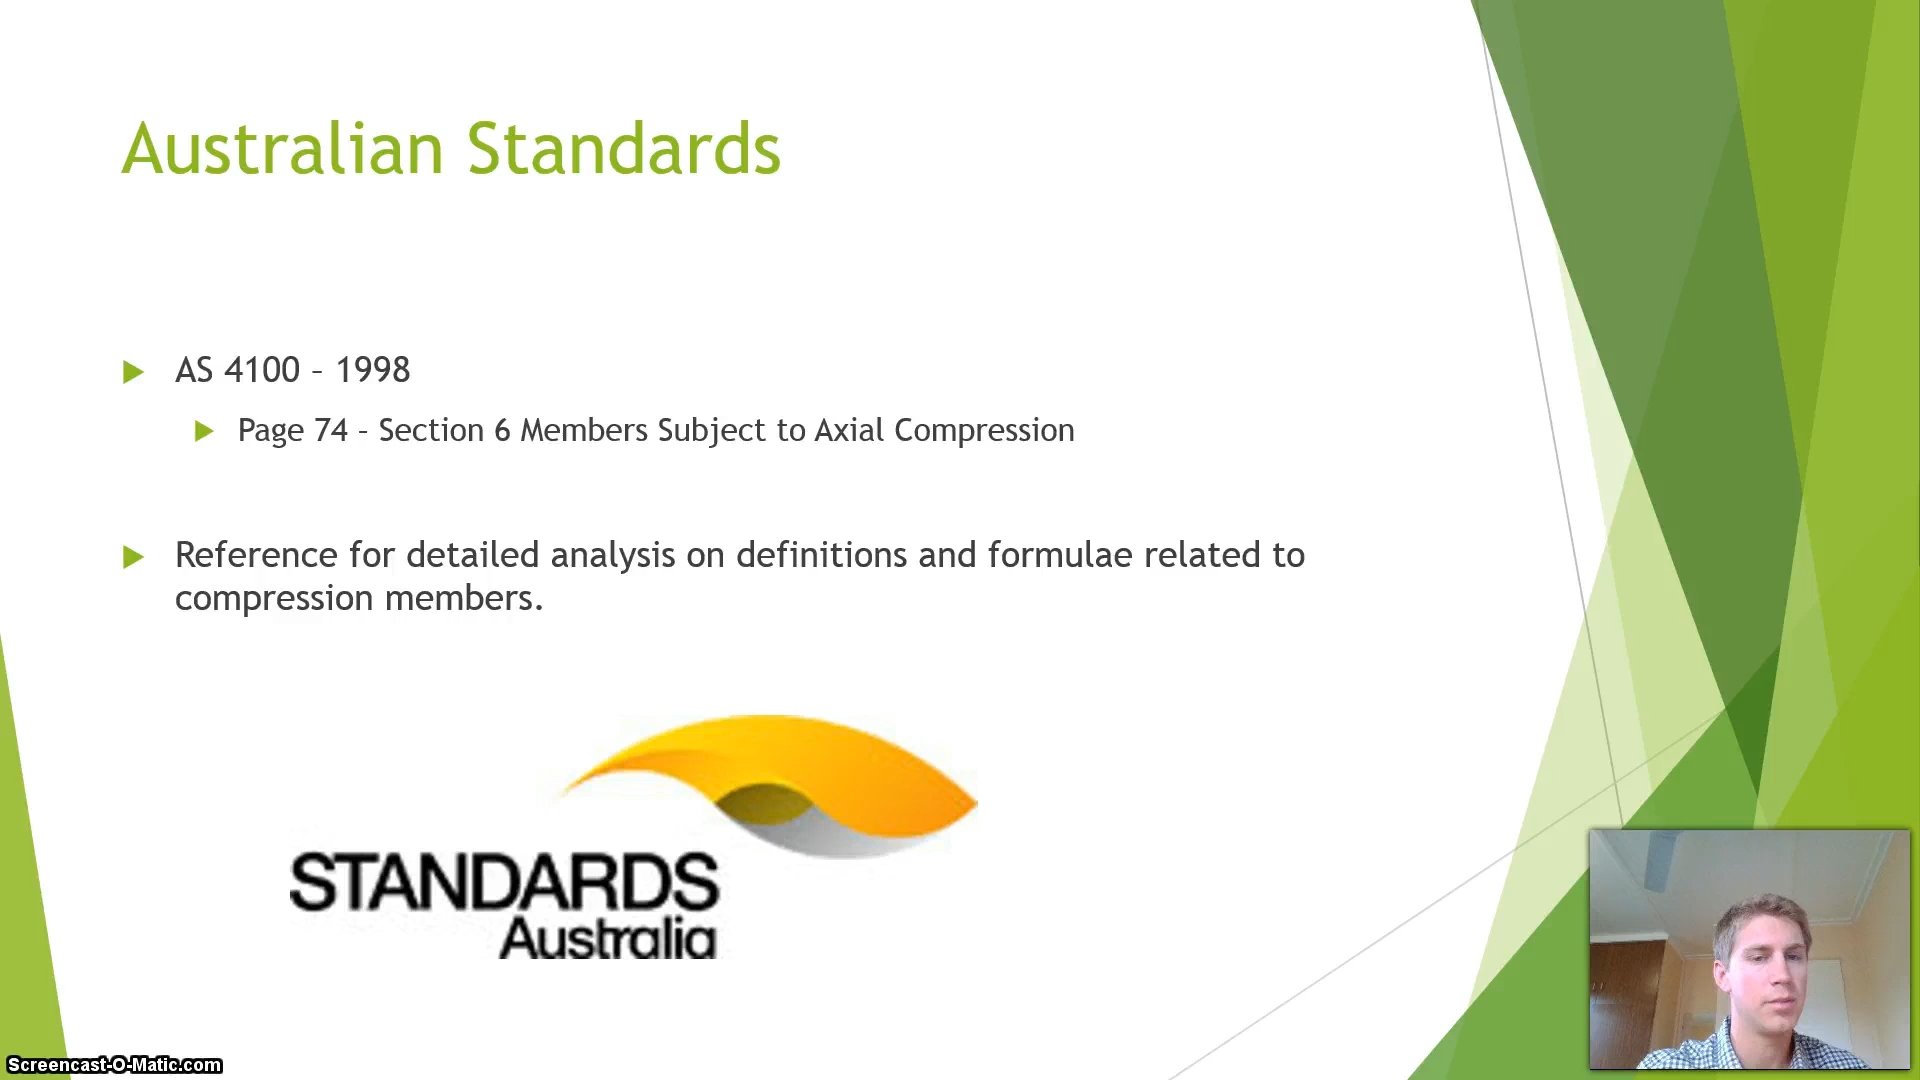 Australian Standards
AS 4100 – 1998
Page 74 – Section 6 Members Subject to Axial Compression
Reference for detailed analysis on definitions and formulae related to
compression members.
STANDARDS
Australia
Screencast-O-Matic.com